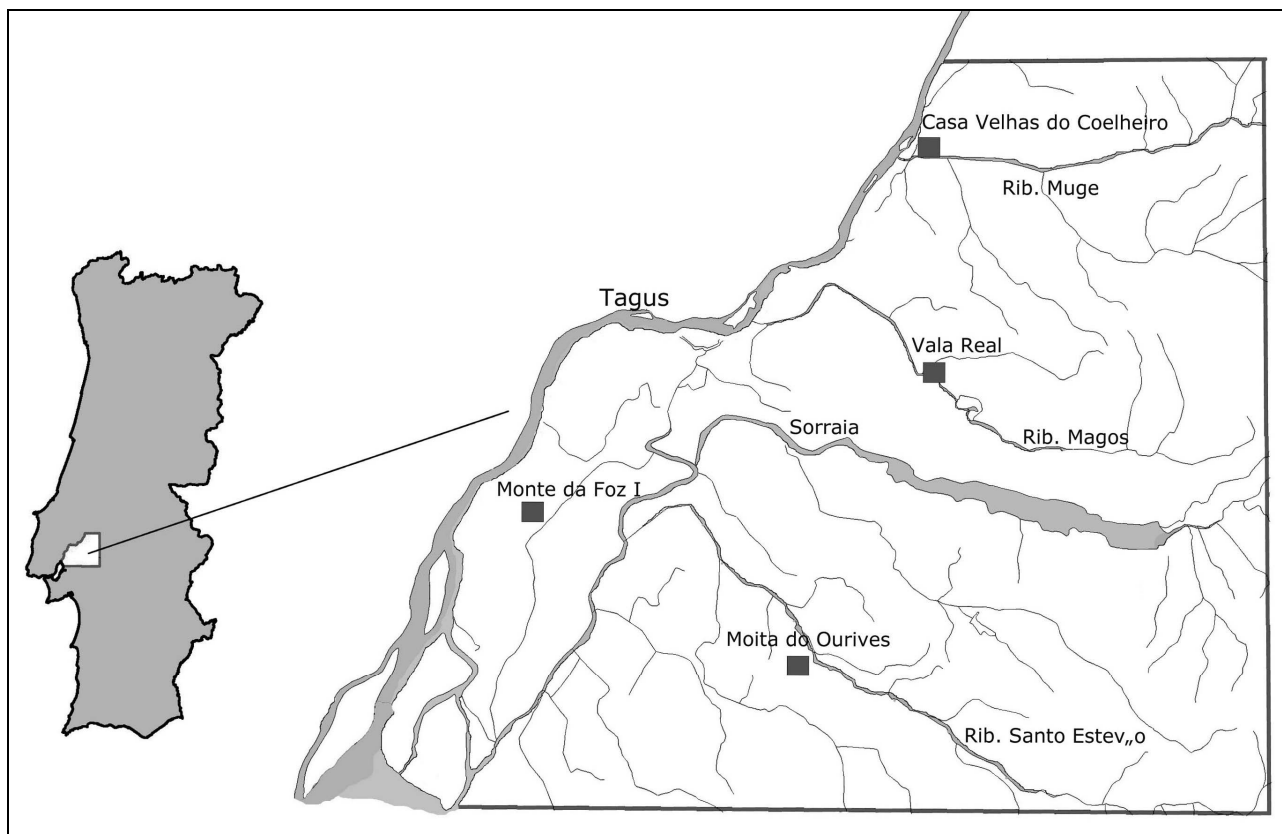 Casa Velhas do Coelheiro
Rib. Muge
Tagus
Vala Real
Sorraia
Rib. Magos
Monte da Foz I
Moita do Ourives
Rib. Santo Estev„o